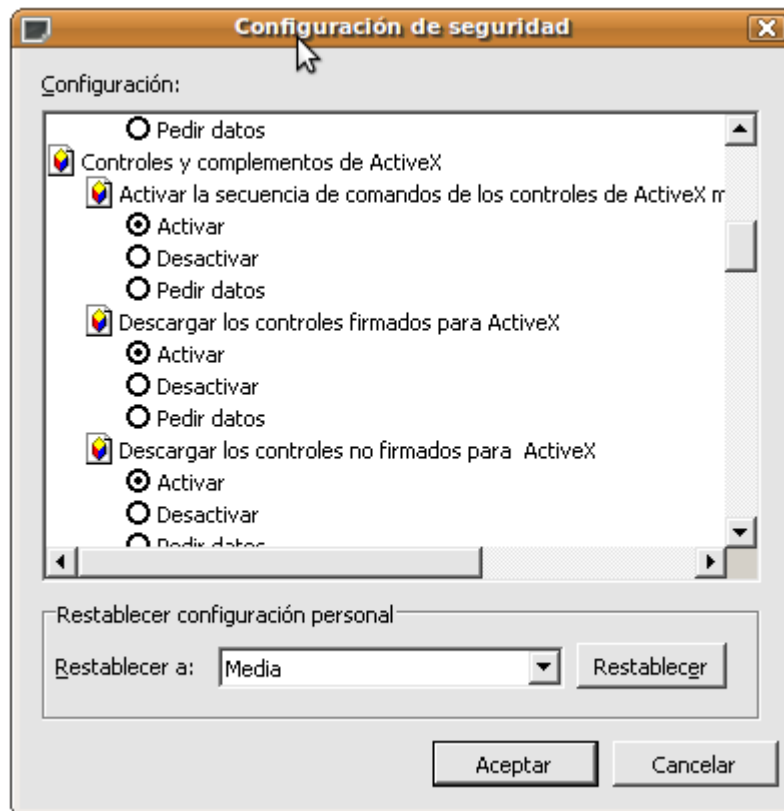 Configuración de seguridad
Configuración:
Pedir datos
Controles y complementos de ActiveX
Activar la secuencia de comandos de los controles de ActiveX m
Activar
Desactivar
Pedir datos
Descargar los controles firmados para ActiveX
Activar
Desactivar
Pedir datos
Descargar los controles no firmados para ActiveX
Activar
Desactivar
Pedir datos
Restablecer configuración personal
Restablecer a: Media Restablecer
Aceptar Cancelar